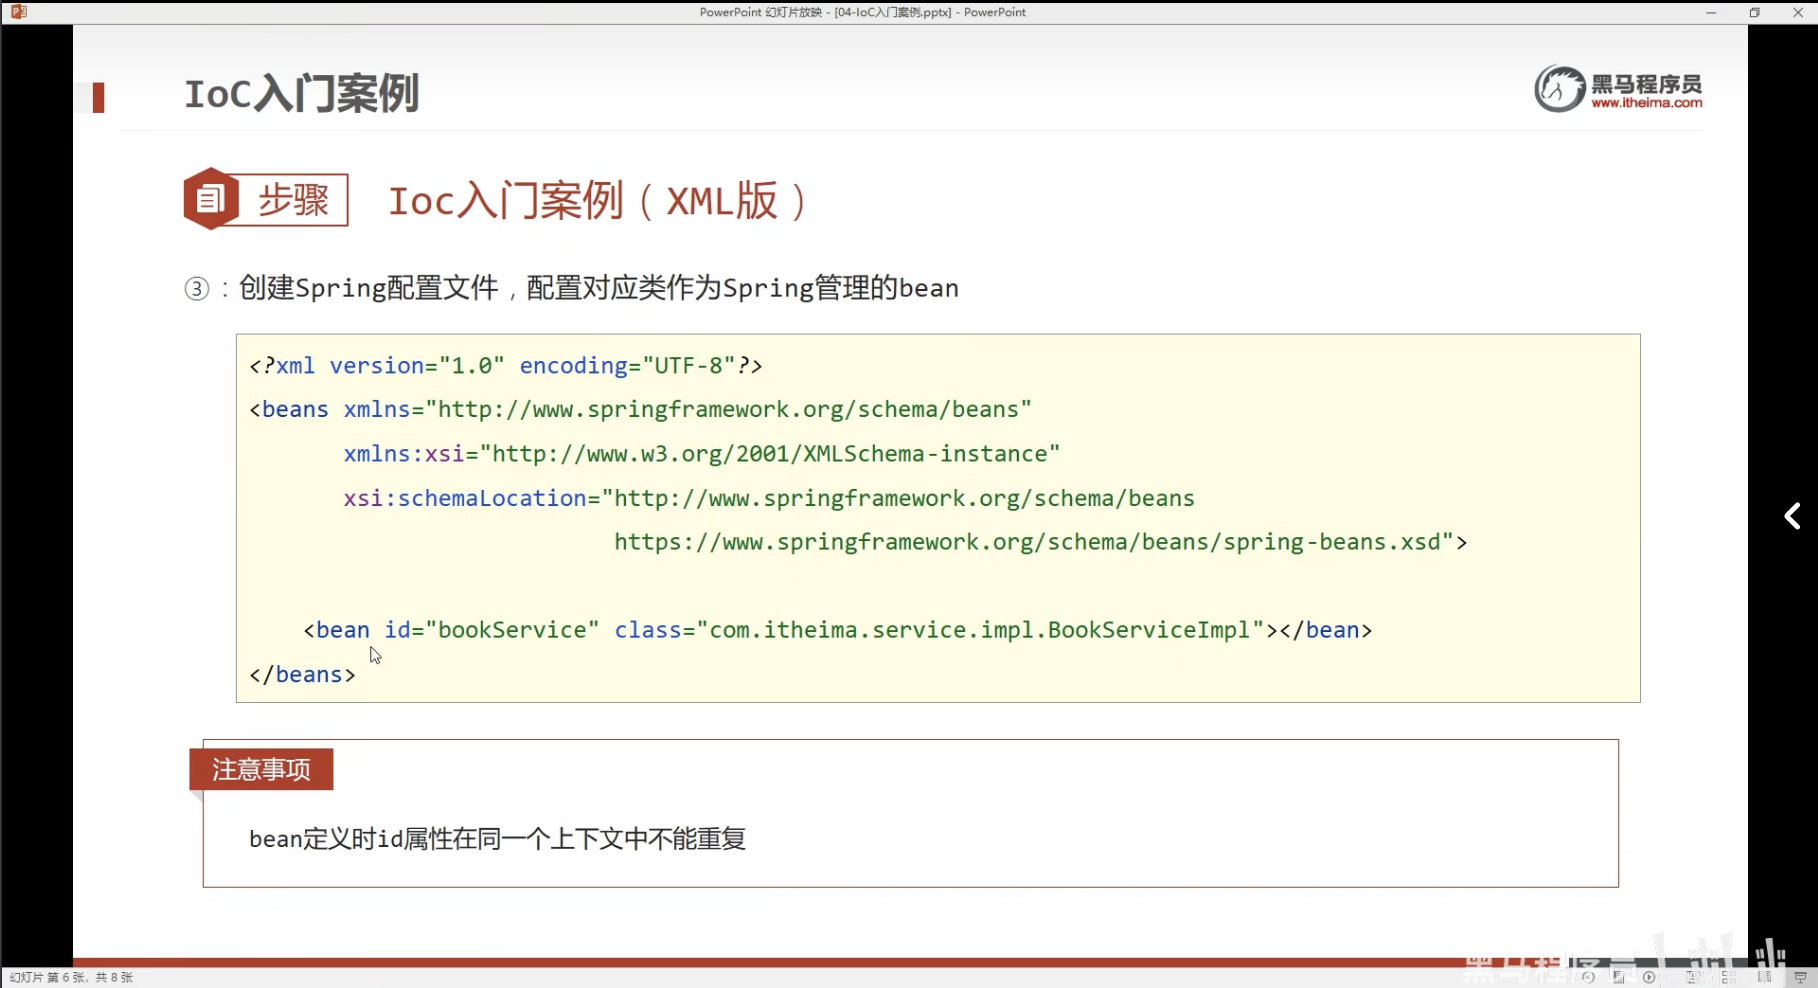 PowerPoint 幻灯片放映 - [04-IoC入门案例.pptx] - PowerPoint
IoC入门案例
黑马程序员
www.itheima.com
步骤
Ioc入门案例（XML版）
③：创建Spring配置文件，配置对应类作为Spring管理的bean
<?xml version="1.0" encoding="UTF-8"?>
<beans xmlns="http://www.springframework.org/schema/beans"
xmlns:xsi="http://www.w3.org/2001/XMLSchema-instance"
xsi:schemaLocation="http://www.springframework.org/schema/beans
https://www.springframework.org/schema/beans/spring-beans.xsd">
<bean id="bookService" class="com.itheima.service.impl.BookServiceImpl"></bean>
</beans>
注意事项
bean定义时id属性在同一个上下文中不能重复
幻灯片 第 6 张，共 8 张
黑马程序员